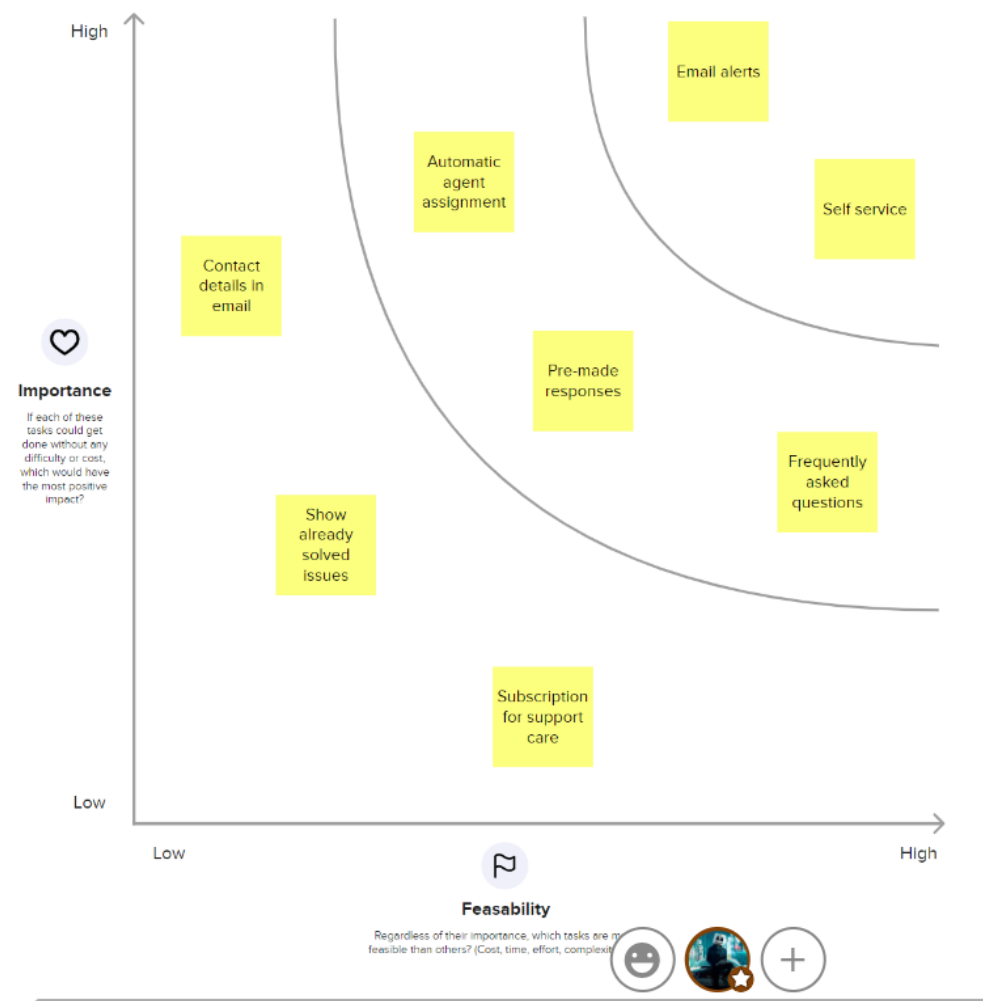 High
Email alerts
Automatic
agent
assignment
Self service
Contact
details in
email
Importance
If each of these
tasks could get
done without any
difficulty or cost,
which would have
the most positive
impact?
Pre-made
responses
Frequently
asked
questions
Show
already
solved
issues
Subscription
for support
care
Low
Low
High
Feasability
Regardless of their importance, which tasks are
feasible than others? (Cost, time, effort,